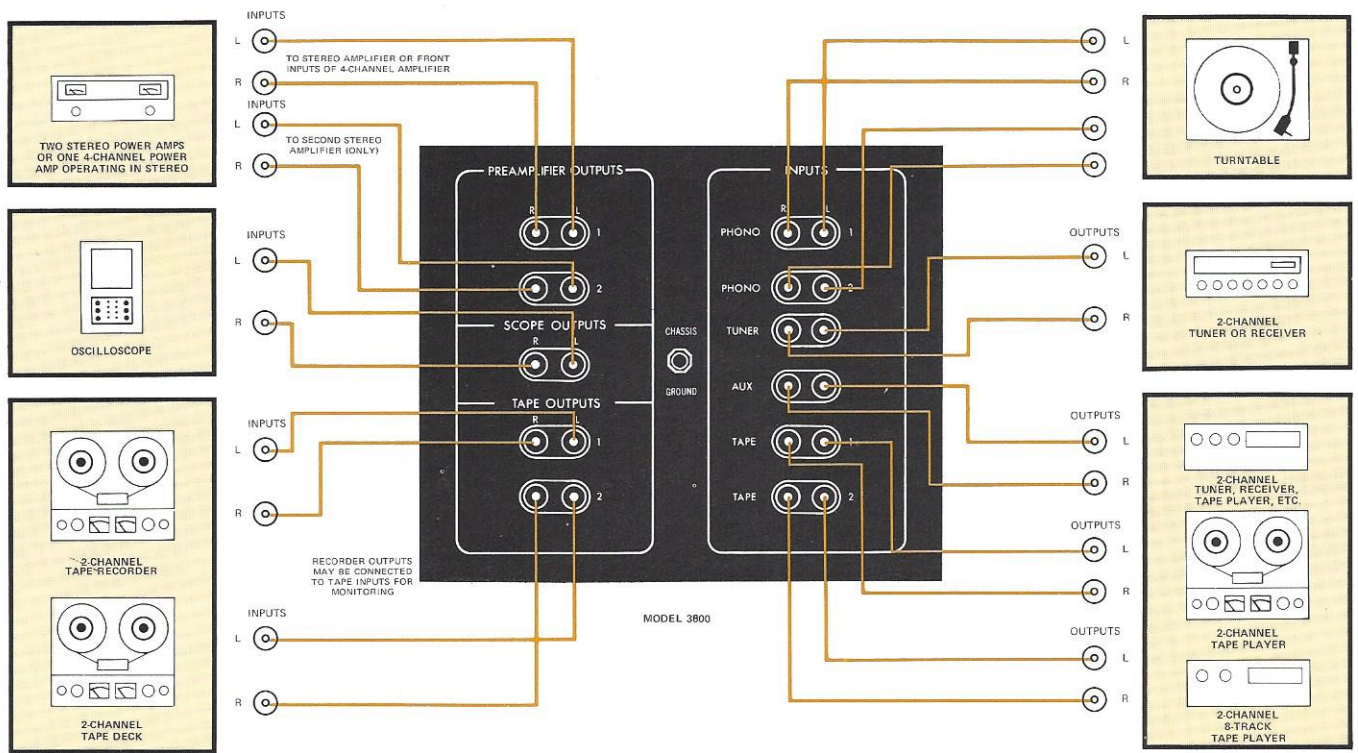 INPUTS
L
R
TO STEREO AMPLIFIER OR FRONT
INPUTS OF 4-CHANNEL AMPLIFIER
INPUTS
L
R
TO SECOND STEREO
AMPLIFIER (ONLY)
TWO STEREO POWER AMPS
OR ONE 4-CHANNEL POWER
AMP OPERATING IN STEREO
INPUTS
L
R
OSCILLOSCOPE
INPUTS
L
R
2-CHANNEL
TAPE RECORDER
RECORDER OUTPUTS
MAY BE CONNECTED
TO TAPE INPUTS FOR
MONITORING
INPUTS
L
R
2-CHANNEL
TAPE DECK
PREAMPLIFIER OUTPUTS
R L
1
2
SCOPE OUTPUTS
R L
TAPE OUTPUTS
R L
1
2
CHASSIS
GROUND
INPUTS
R L
PHONO 1
PHONO 2
TUNER
AUX
TAPE 1
TAPE 2
MODEL 3800
L
R
TURNTABLE
OUTPUTS
L
R
2-CHANNEL
TUNER OR RECEIVER
OUTPUTS
L
R
2-CHANNEL
TUNER, RECEIVER,
TAPE PLAYER, ETC.
OUTPUTS
L
R
2-CHANNEL
TAPE PLAYER
OUTPUTS
L
R
2-CHANNEL
8-TRACK
TAPE PLAYER